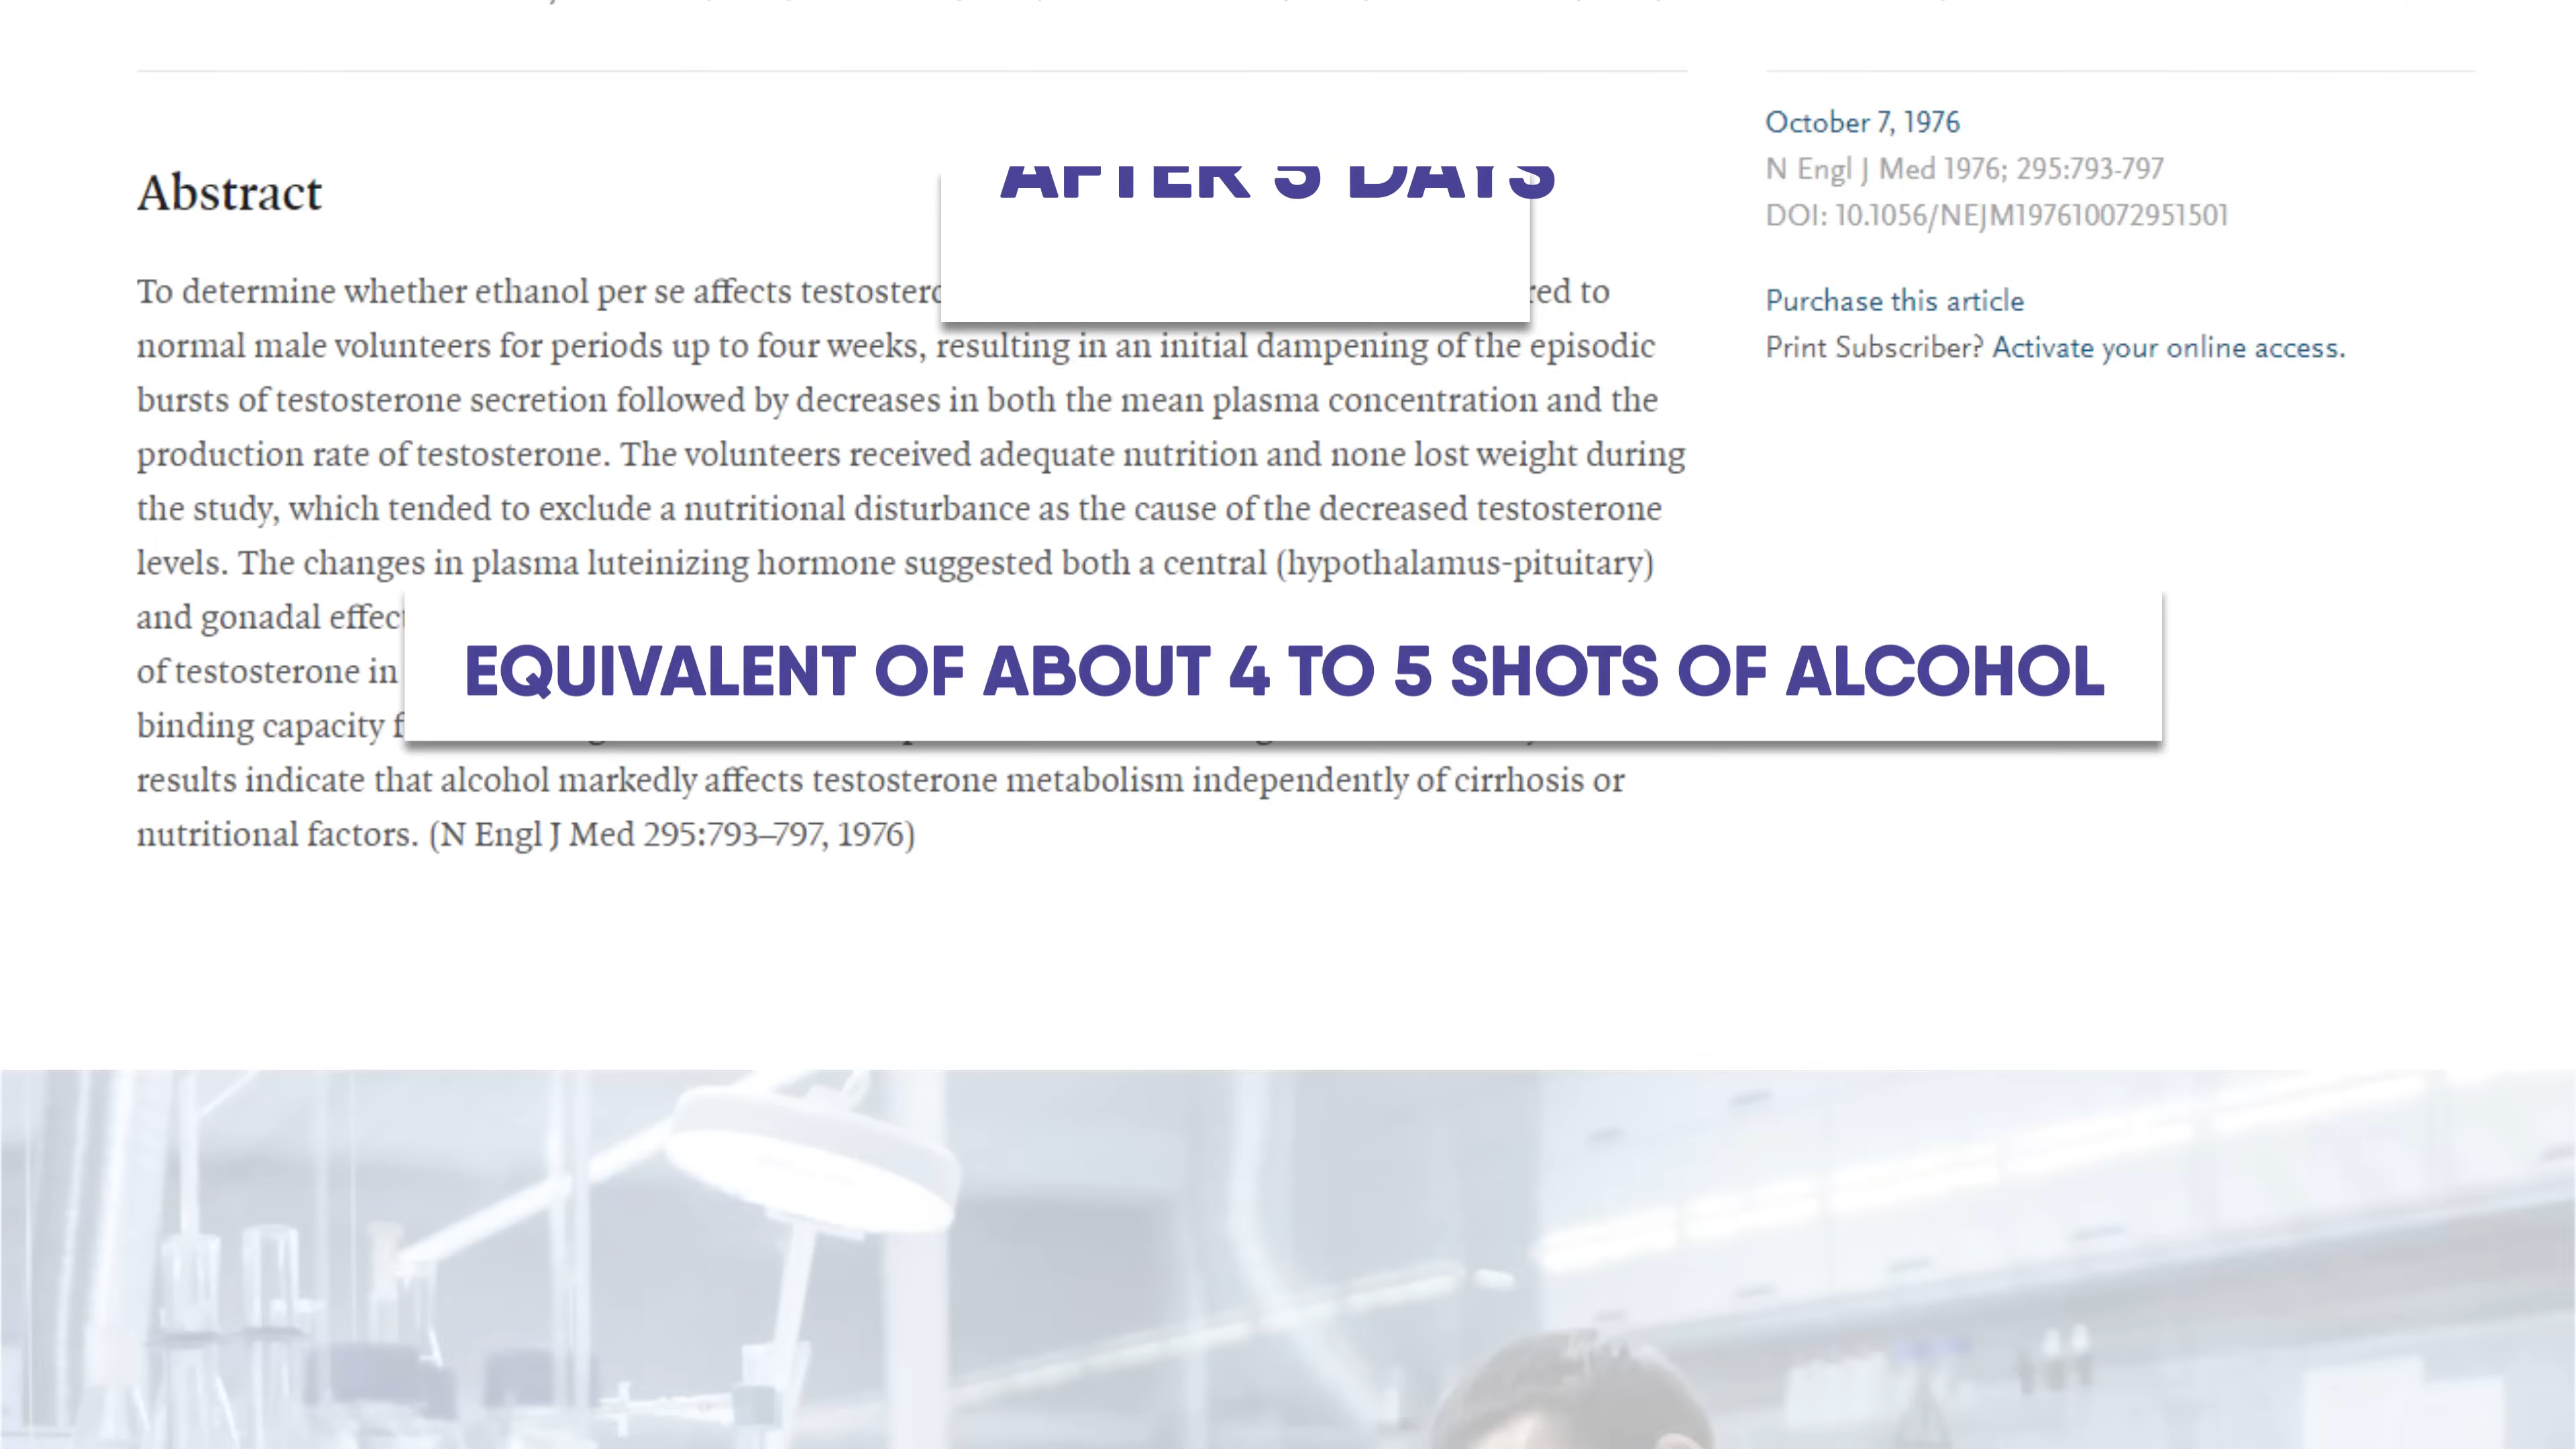 October 7, 1976
N Engl J Med 1976; 295:793-797
DOI: 10.1056/NEJM197610072951501
Purchase this article
Print Subscriber? Activate your online access.
AFTER DAYS
Abstract
To determine whether ethanol per se affects to
normal male volunteers for periods up to four weeks, resulting in an initial dampening of the episodic
bursts of testosterone secretion followed by decreases in both the mean plasma concentration and the
production rate of testosterone. The volunteers received adequate nutrition and none lost weight during
the study, which tended to exclude a nutritional disturbance as the cause of the decreased testosterone
levels. The changes in plasma luteinizing hormone suggested both a central (hypothalamus-pituitary)
and gonadal
EQUIVALENT OF ABOUT 4 TO 5 SHOTS OF ALCOHOL
of testosterone in
binding capacity
results indicate that alcohol markedly affects testosterone metabolism independently of cirrhosis or
nutritional factors. (N Engl J Med 295:793–797, 1976)